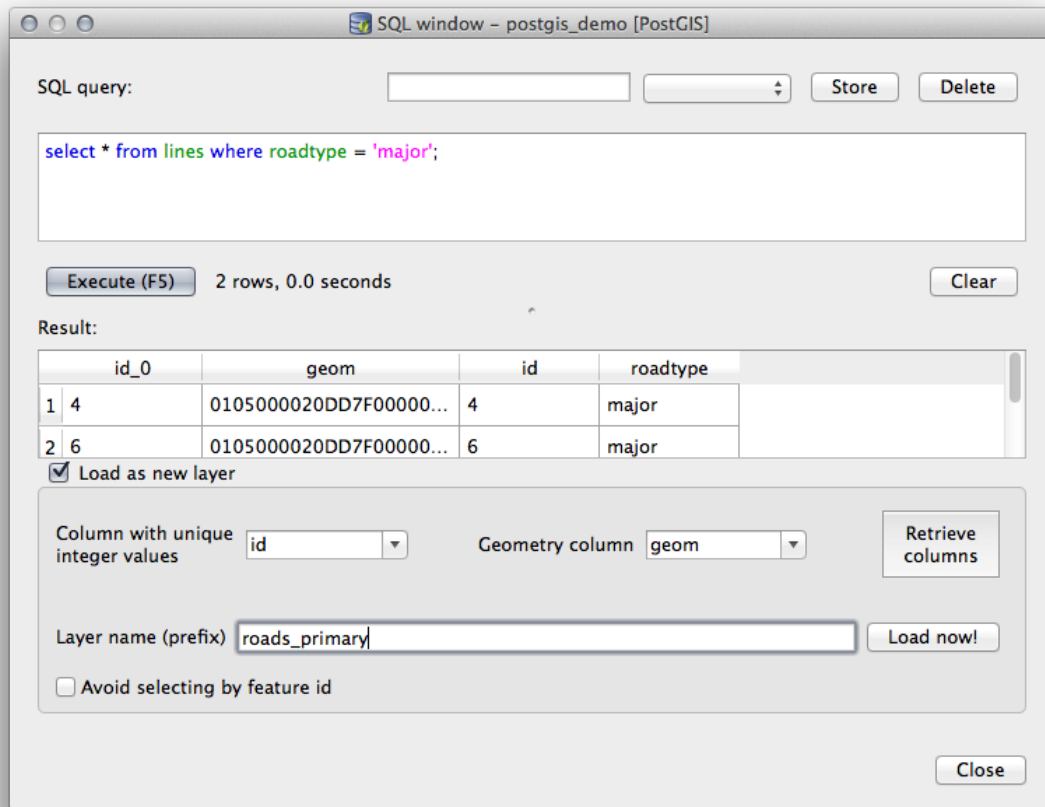 SQL window – postgis_demo [PostGIS]
SQL query:
Store
Delete
select * from lines where roadtype = 'major';
Execute (F5)
2 rows, 0.0 seconds
Clear
Result:
id_0 geom id roadtype
1 4 0105000020DD7F00000... 4 major
2 6 0105000020DD7F00000... 6 major
Load as new layer
Column with unique
integer values
id
Geometry column
geom
Retrieve
columns
Layer name (prefix)
roads_primary
Load now!
Avoid selecting by feature id
Close